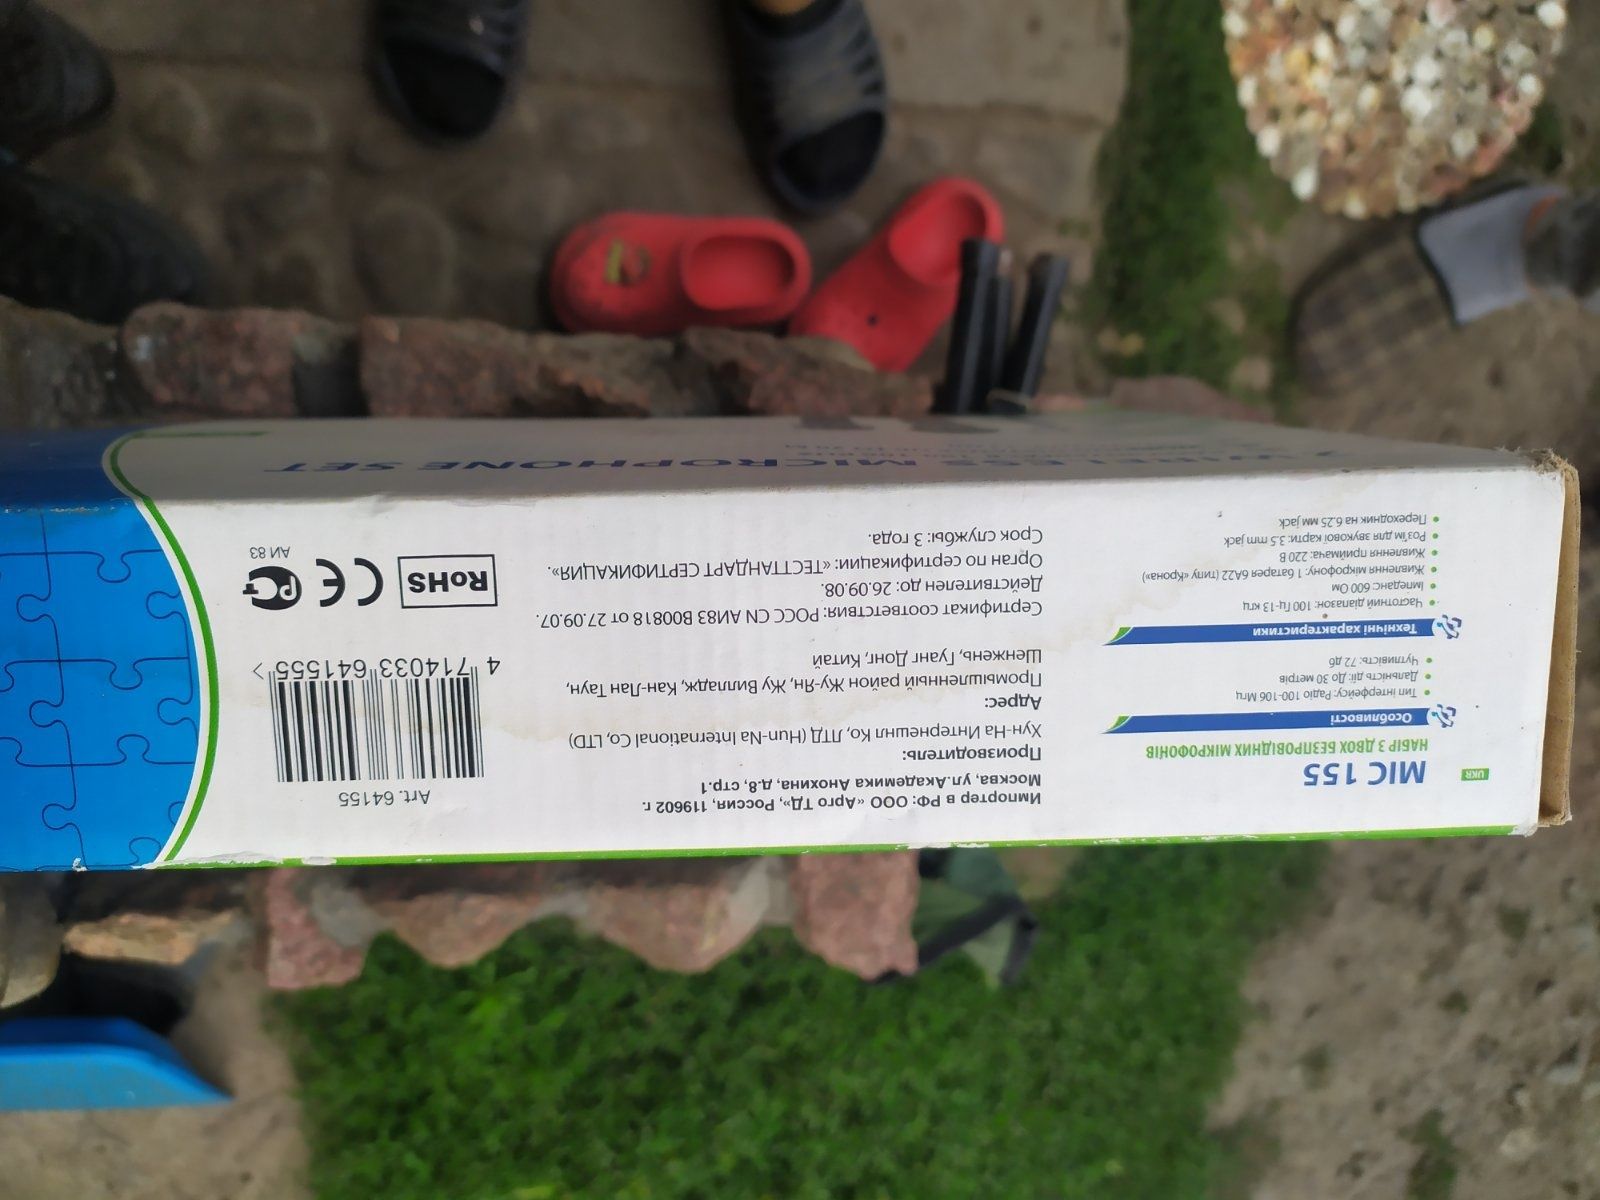 UKR
MIC 155
НАБІР З ДВОХ БЕЗПРОВІДНИХ МІКРОФОНІВ
Особливості
Тип інтерфейсу: Радіо 100-106 Мгц
Дальність дії: До 30 метрів
Чутливість: 72 дб
Технічні характеристики
Частотний діапазон: 100 Гц-13 кгц
Імпеданс 600 Ом
Живлення мікрофону: 1 батарея 6А22 (типу «Крона»)
Живлення приймача: 220 В
Роз'їм для звукової карти: 3.5 mm jack
Переходник на 6.25 мм jack
Импортер в РФ: ООО «Арго ТД», Россия, 119602 г.
Москва, ул.Академика Анохина, д.8, стр.1
Производитель:
Хун-На Интернешнл Ко, ЛТД (Hun-Na International Co, LTD)
Адрес:
Промышленный район Жу-Ян, Жу Вилладж, Кан-Лан Таун,
Шенжень, Гуанг Донг, Китай
Сертификат соответствия: РОСС CN АИ83 В00818 от 27.09.07.
Действителен до: 26.09.08.
Орган по сертификации: «ТЕСТТАНДАРТ СЕРТИФИКАЦИЯ».
Срок службы: 3 года.
Art. 64155
4 714033 641555 >
RoHS CE РСТ
АИ 83
2 WIRELESS MICROPHONE SET